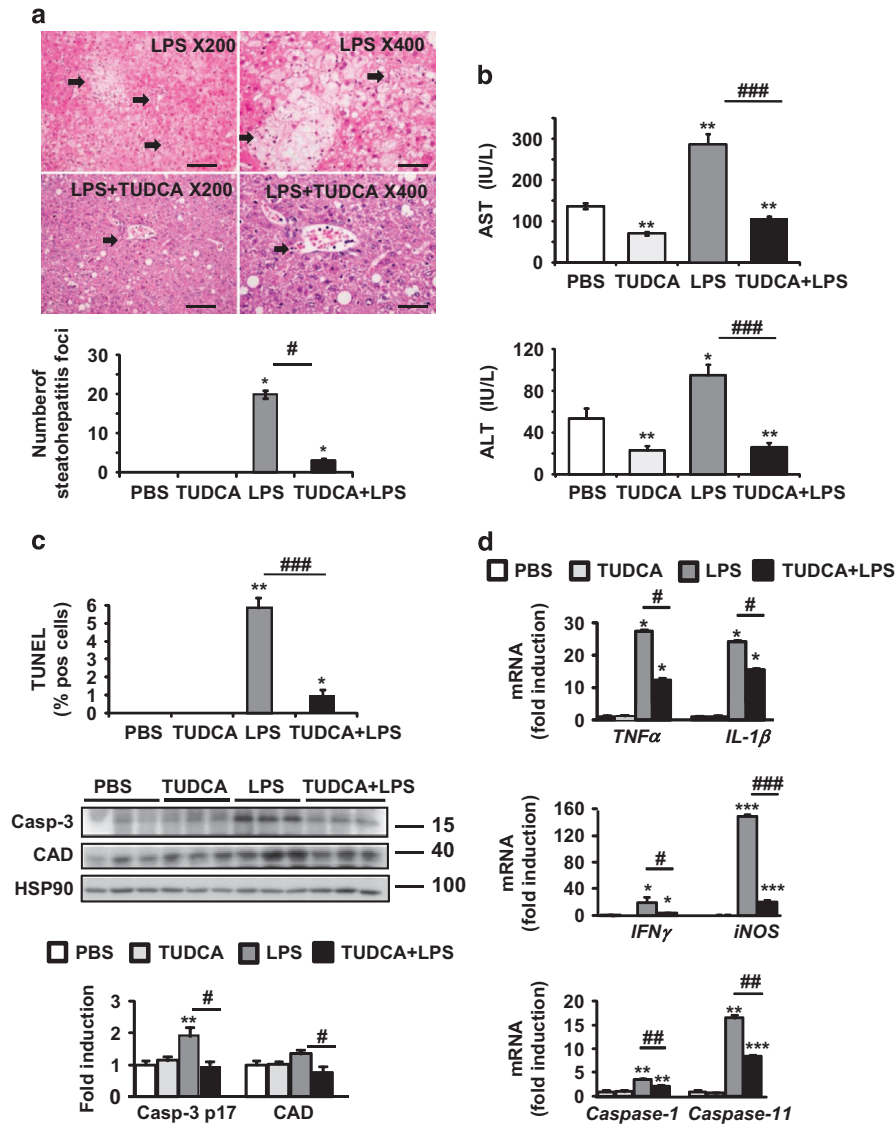 a
LPS X200
LPS X400
LPS+TUDCA X200
LPS+TUDCA X400
Numberof
steatohepatitis foci
30
20
10
0
#
*
*
PBS TUDCA LPS TUDCA+LPS
b
AST (IU/L)
300
200
100
0
###
**
**
**
PBS TUDCA LPS TUDCA+LPS
ALT (IU/L)
120
80
40
0
###
**
*
**
PBS TUDCA LPS TUDCA+LPS
c
TUNEL
(% pos cells)
6
5
4
3
2
1
0
###
**
*
PBS TUDCA LPS TUDCA+LPS
PBS TUDCA LPS TUDCA+LPS
Casp-3
15
CAD
40
HSP90
100
PBS TUDCA LPS TUDCA+LPS
Fold induction
3
2
1
0
**
#
#
Casp-3 p17 CAD
d
PBS TUDCA LPS TUDCA+LPS
mRNA
(fold induction)
30
20
10
0
#
#
*
*
*
*
TNFα IL-1β
mRNA
(fold induction)
160
120
80
40
0
#
###
*
*
***
***
IFNγ iNOS
mRNA
(fold induction)
20
15
10
5
0
##
##
**
**
**
***
Caspase-1 Caspase-11